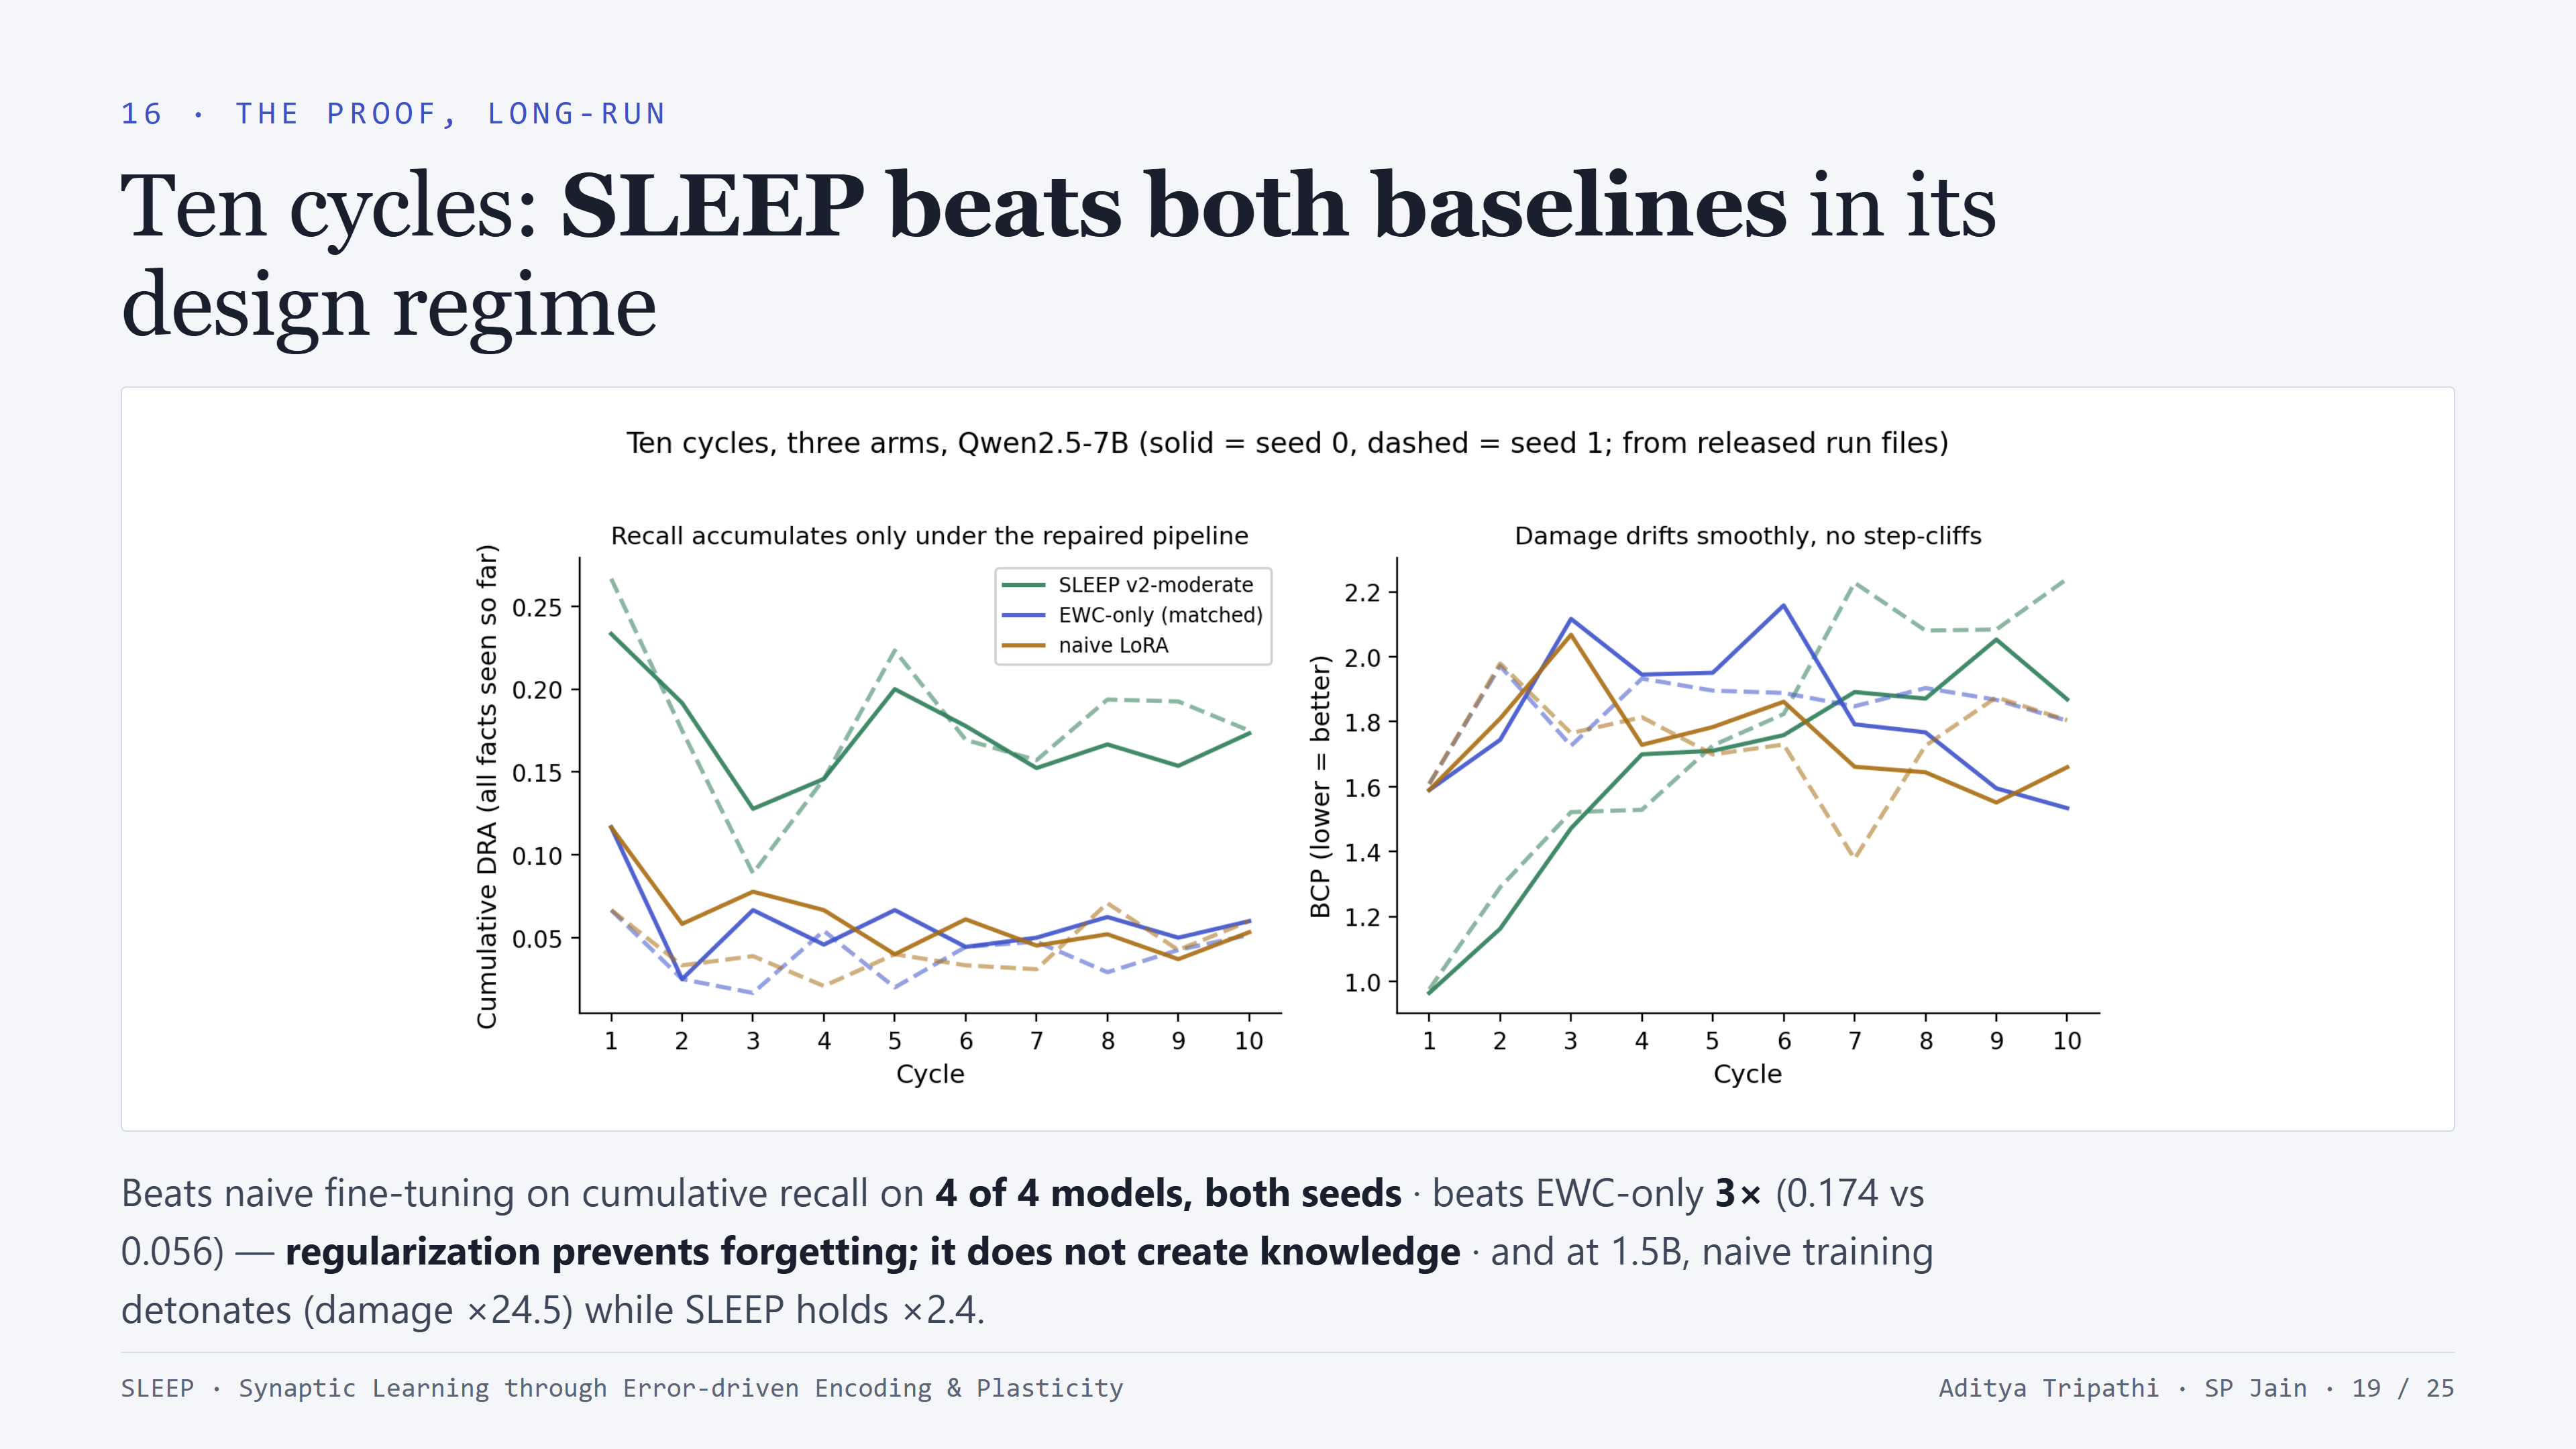 16 · THE PROOF, LONG-RUN
Ten cycles: SLEEP beats both baselines in its
design regime
Ten cycles, three arms, Qwen2.5-7B (solid = seed 0, dashed = seed 1; from released run files)
Recall accumulates only under the repaired pipeline
Cumulative DRA (all facts seen so far)
0.25
0.20
0.15
0.10
0.05
SLEEP v2-moderate
EWC-only (matched)
naive LoRA
1 2 3 4 5 6 7 8 9 10
Cycle
Damage drifts smoothly, no step-cliffs
BCP (lower = better)
2.2
2.0
1.8
1.6
1.4
1.2
1.0
1 2 3 4 5 6 7 8 9 10
Cycle
Beats naive fine-tuning on cumulative recall on 4 of 4 models, both seeds · beats EWC-only 3× (0.174 vs
0.056) — regularization prevents forgetting; it does not create knowledge · and at 1.5B, naive training
detonates (damage ×24.5) while SLEEP holds ×2.4.
SLEEP · Synaptic Learning through Error-driven Encoding & Plasticity
Aditya Tripathi · SP Jain · 19 / 25